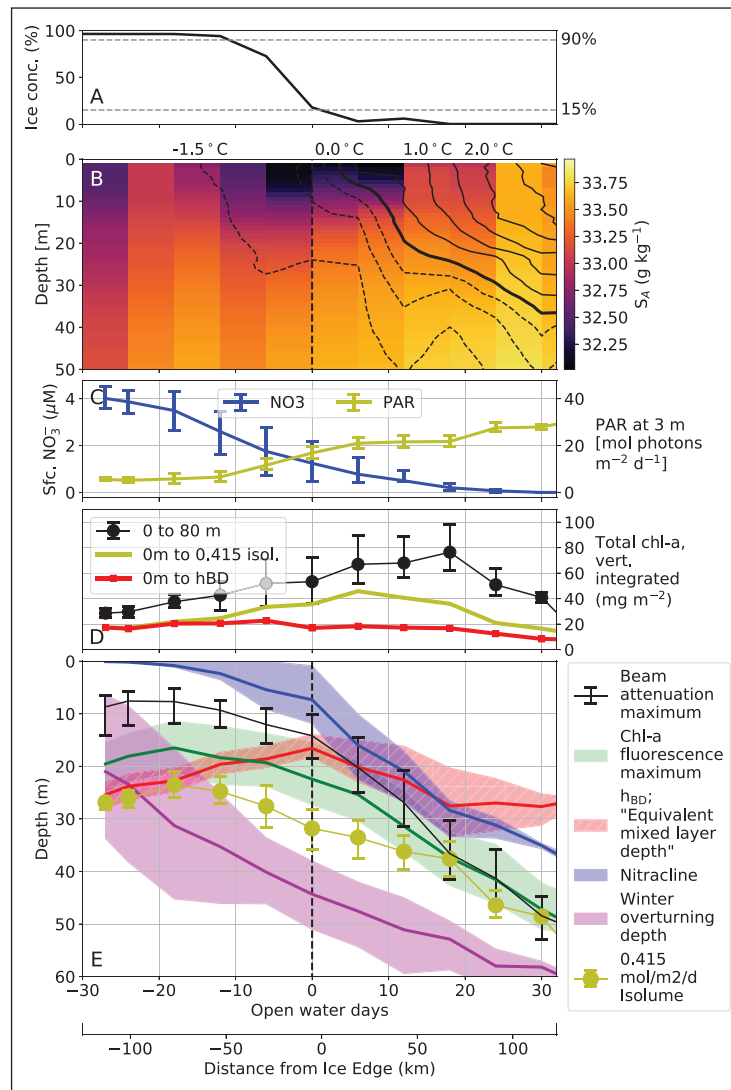 100
90%
Ice conc. (%)
50
A
15%
0
-1.5°C
0.0°C
1.0°C
2.0°C
0
B
10
20
30
40
50
Depth [m]
33.75
33.50
33.25
33.00
32.75
32.50
32.25
S_A (g kg⁻¹)
C
4
2
0
Sfc. NO₃⁻ (μM)
NO3
PAR
40
20
0
PAR at 3 m
[mol photons
m⁻² d⁻¹]
0 to 80 m
0m to 0.415 isol.
0m to hBD
D
100
80
60
40
20
0
Total chl-a,
vert.
integrated
(mg m⁻²)
0
10
20
30
40
50
60
Depth (m)
E
Beam
attenuation
maximum
Chl-a
fluorescence
maximum
h_BD;
"Equivalent
mixed layer
depth"
Nitracline
Winter
overturning
depth
0.415
mol/m2/d
Isolume
−30
−20
−10
0
10
20
30
Open water days
−100
−50
0
50
100
Distance from Ice Edge (km)